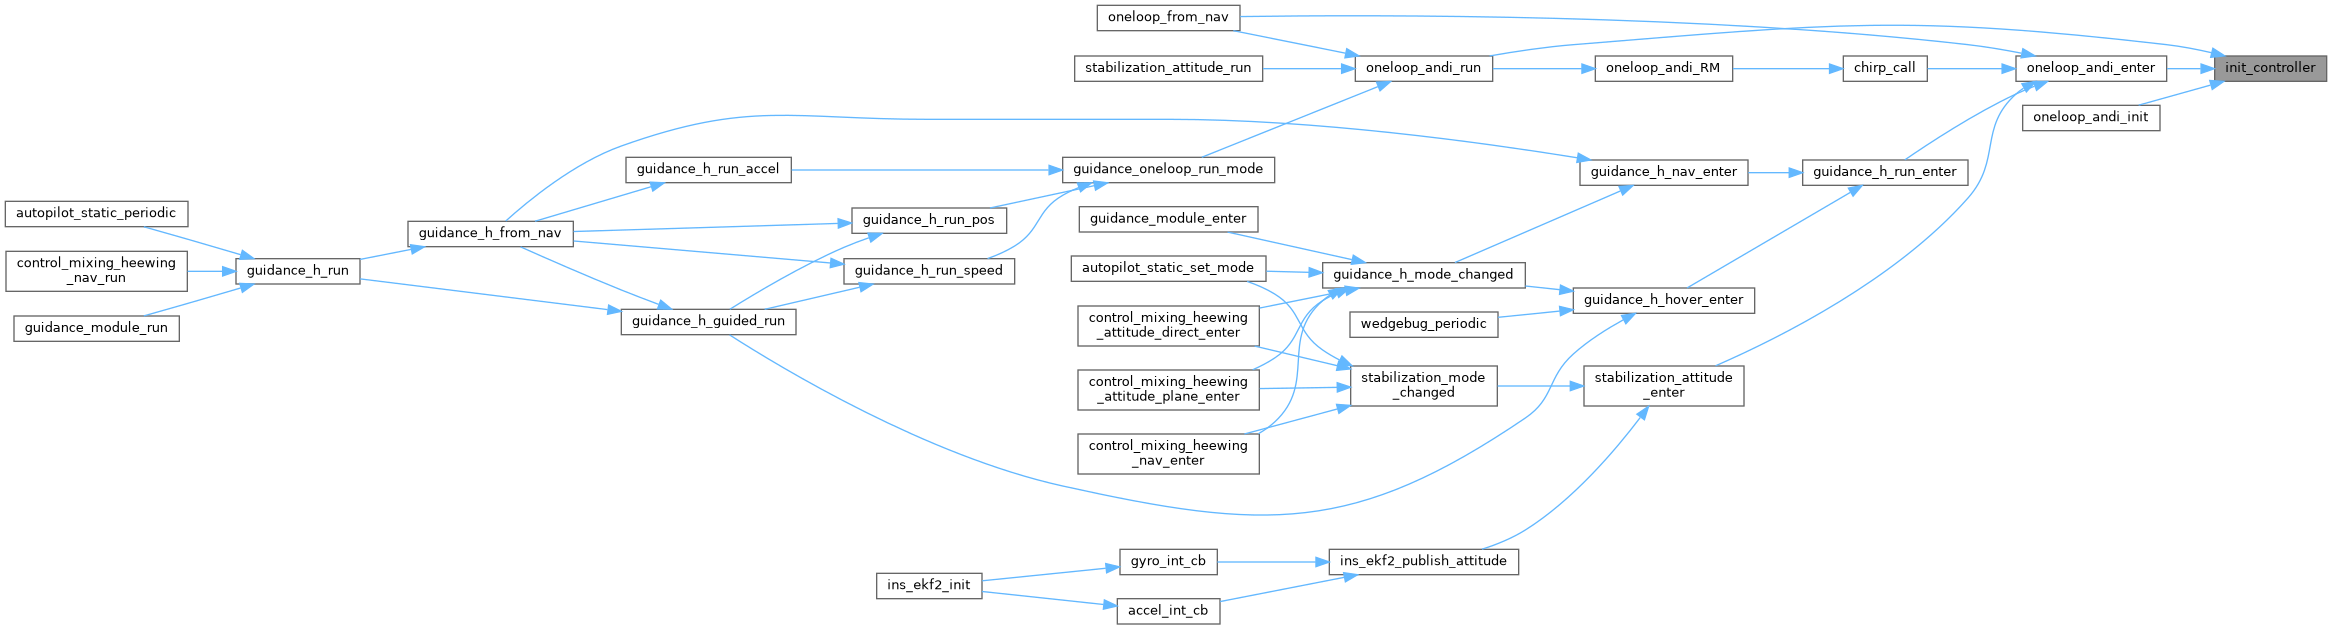 oneloop_from_nav
stabilization_attitude_run
oneloop_andi_run
oneloop_andi_RM
chirp_call
oneloop_andi_enter
init_controller
oneloop_andi_init
guidance_h_run_accel
guidance_oneloop_run_mode
guidance_h_nav_enter
guidance_h_run_enter
autopilot_static_periodic
guidance_h_from_nav
guidance_h_run_pos
guidance_module_enter
control_mixing_heewing
_nav_run
guidance_h_run
guidance_h_run_speed
autopilot_static_set_mode
guidance_h_mode_changed
guidance_h_hover_enter
guidance_module_run
guidance_h_guided_run
control_mixing_heewing
_attitude_direct_enter
wedgebug_periodic
control_mixing_heewing
_attitude_plane_enter
stabilization_mode
_changed
stabilization_attitude
_enter
control_mixing_heewing
_nav_enter
gyro_int_cb
ins_ekf2_publish_attitude
ins_ekf2_init
accel_int_cb